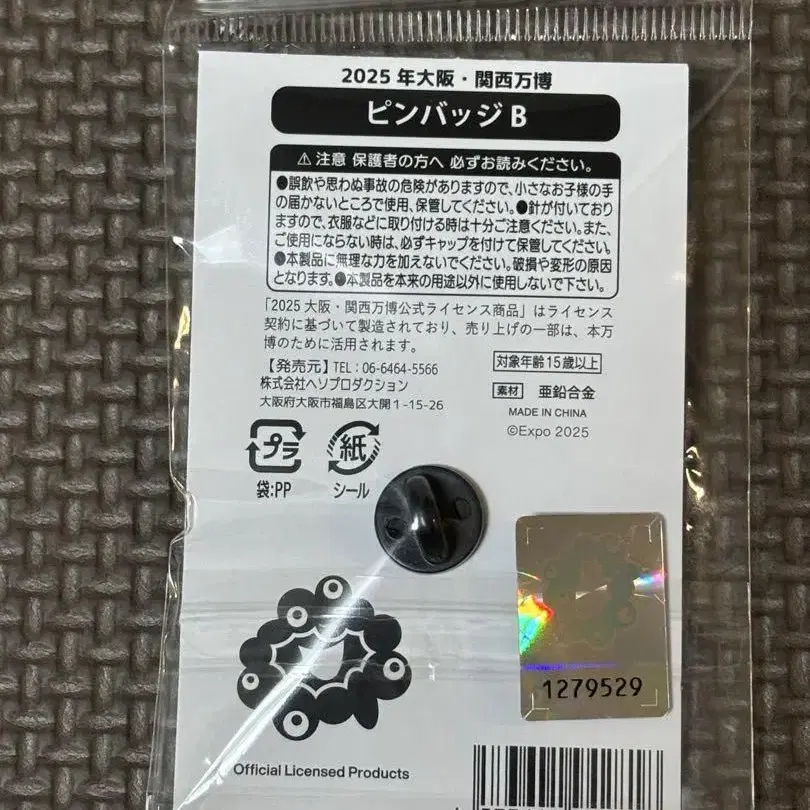 2025年大阪・関西万博
ピンバッジB
⚠注意 保護者の方へ 必ずお読みください。
●誤飲や思わぬ事故の危険がありますので、小さなお子様の手
の届かないところで使用、保管してください。●針が付いており
ますので、衣服などに取り付ける時は十分ご注意ください。また、
ご使用にならない時は、必ずキャップを付けて保管してください。
●本製品に無理な力を加えないでください。破損や変形の原因
となります。●本製品を本来の用途以外に使用しないで下さい。
「2025 大阪・関西万博公式ライセンス商品」はライセンス
契約に基づいて製造されており、売り上げの一部は、本万
博のために活用されます。
【発売元】TEL：06-6464-5566
株式会社ヘソプロダクション
大阪府大阪市福島区大開1-15-26
対象年齢15歳以上
素材 亜鉛合金
MADE IN CHINA
©Expo 2025
プラ
袋:PP
紙
シール
1279529
Official Licensed Products